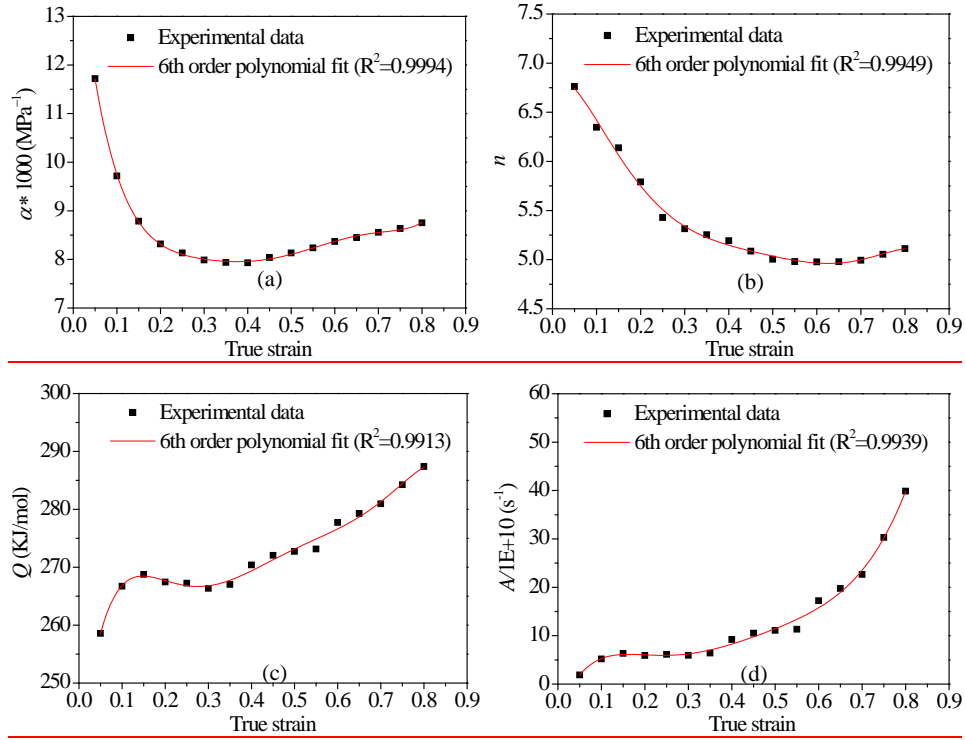 13
12
11
10
9
8
7
α* 1000 (MPa⁻¹)
Experimental data
6th order polynomial fit (R²=0.9994)
(a)
0.0 0.1 0.2 0.3 0.4 0.5 0.6 0.7 0.8 0.9
True strain
7.5
7.0
6.5
6.0
5.5
5.0
4.5
n
Experimental data
6th order polynomial fit (R²=0.9949)
(b)
0.0 0.1 0.2 0.3 0.4 0.5 0.6 0.7 0.8 0.9
True strain
300
290
280
270
260
250
Q (KJ/mol)
Experimental data
6th order polynomial fit (R²=0.9913)
(c)
0.0 0.1 0.2 0.3 0.4 0.5 0.6 0.7 0.8 0.9
True strain
60
50
40
30
20
10
0
A/1E+10 (s⁻¹)
Experimental data
6th order polynomial fit (R²=0.9939)
(d)
0.0 0.1 0.2 0.3 0.4 0.5 0.6 0.7 0.8 0.9
True strain